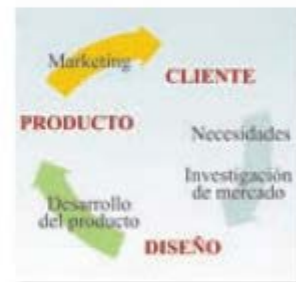 Marketing
CLIENTE
PRODUCTO
Necesidades
Investigación
de mercado
Desarrollo
del producto
DISEÑO